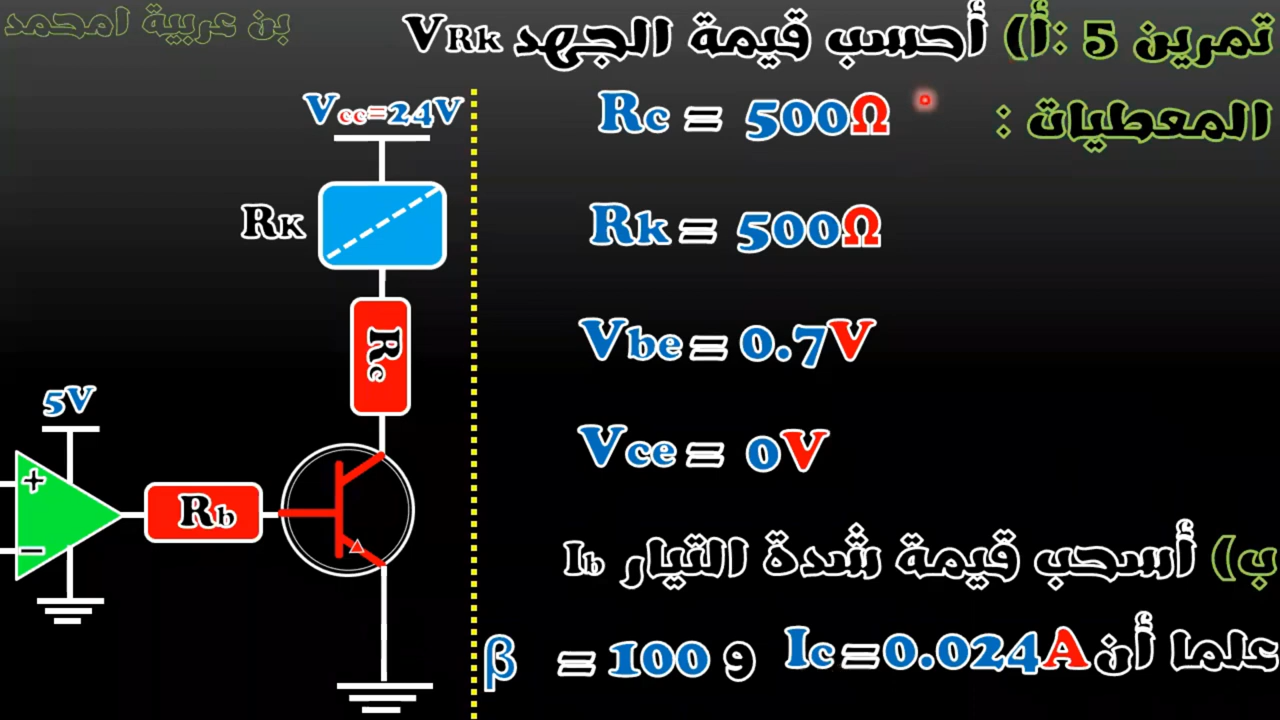 بن عربية امحمد
تمرين 5 :أ) أحسب قيمة الجهد VRk
المعطيات :
Rc = 500Ω
Rk = 500Ω
Vbe = 0.7V
Vce = 0V
ب) أسحب قيمة شدة التيار Ib
علما أن Ic=0.024A و β = 100
Vcc=24V
RK
Rc
5V
+
Rb
−